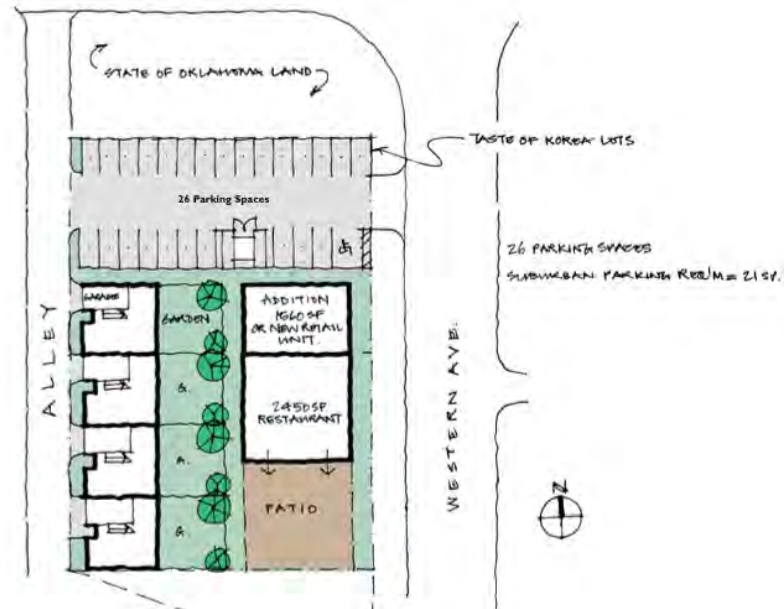 STATE OF OKLAHOMA LAND
TASTE OF KOREA LOTS
26 Parking Spaces
26 PARKING SPACES
SUBURBAN PARKING REQ'M = 21 SP.
GARAGE
GARDEN
ADDITION
1560 SF
OR NEW RETAIL
UNIT.
ALLEY
WESTERN AVE.
G.
2450 SF
RESTAURANT
G.
PATIO
G.
N